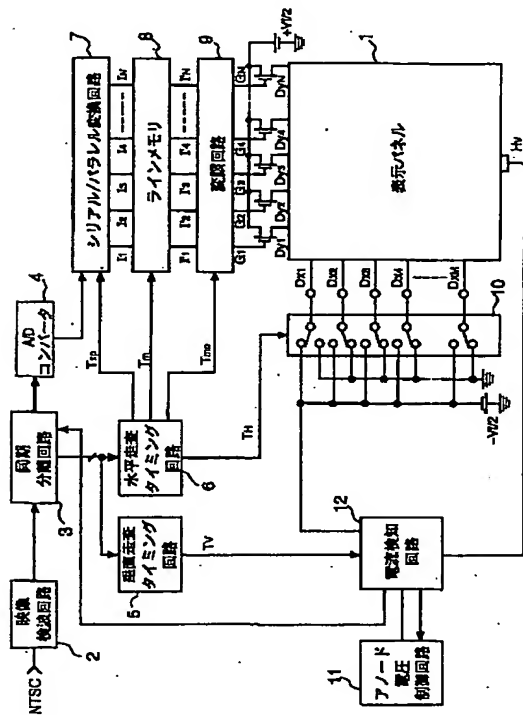 NTSC
映像
検波回路
2
同期
分離回路
3
A/D
コンバータ
4
シリアル/パラレル変換回路
7
I1 I2 I3 I4 IN
ラインメモリ
8
I'1 I'2 I'3 I'4 I'N
変調回路
9
G1 G2 G3 G4 GN
+Vf/2
Dy1 Dy2 Dy3 Dy4 DyN
表示パネル
1
Hv
Tsp
Tm
Tmo
水平走査
タイミング
回路
6
垂直走査
タイミング
回路
5
TV
TH
Dx1
Dx2
Dx3
Dx4
DxM
10
-Vf/2
電流検知
回路
12
アノード
電圧
制御回路
11